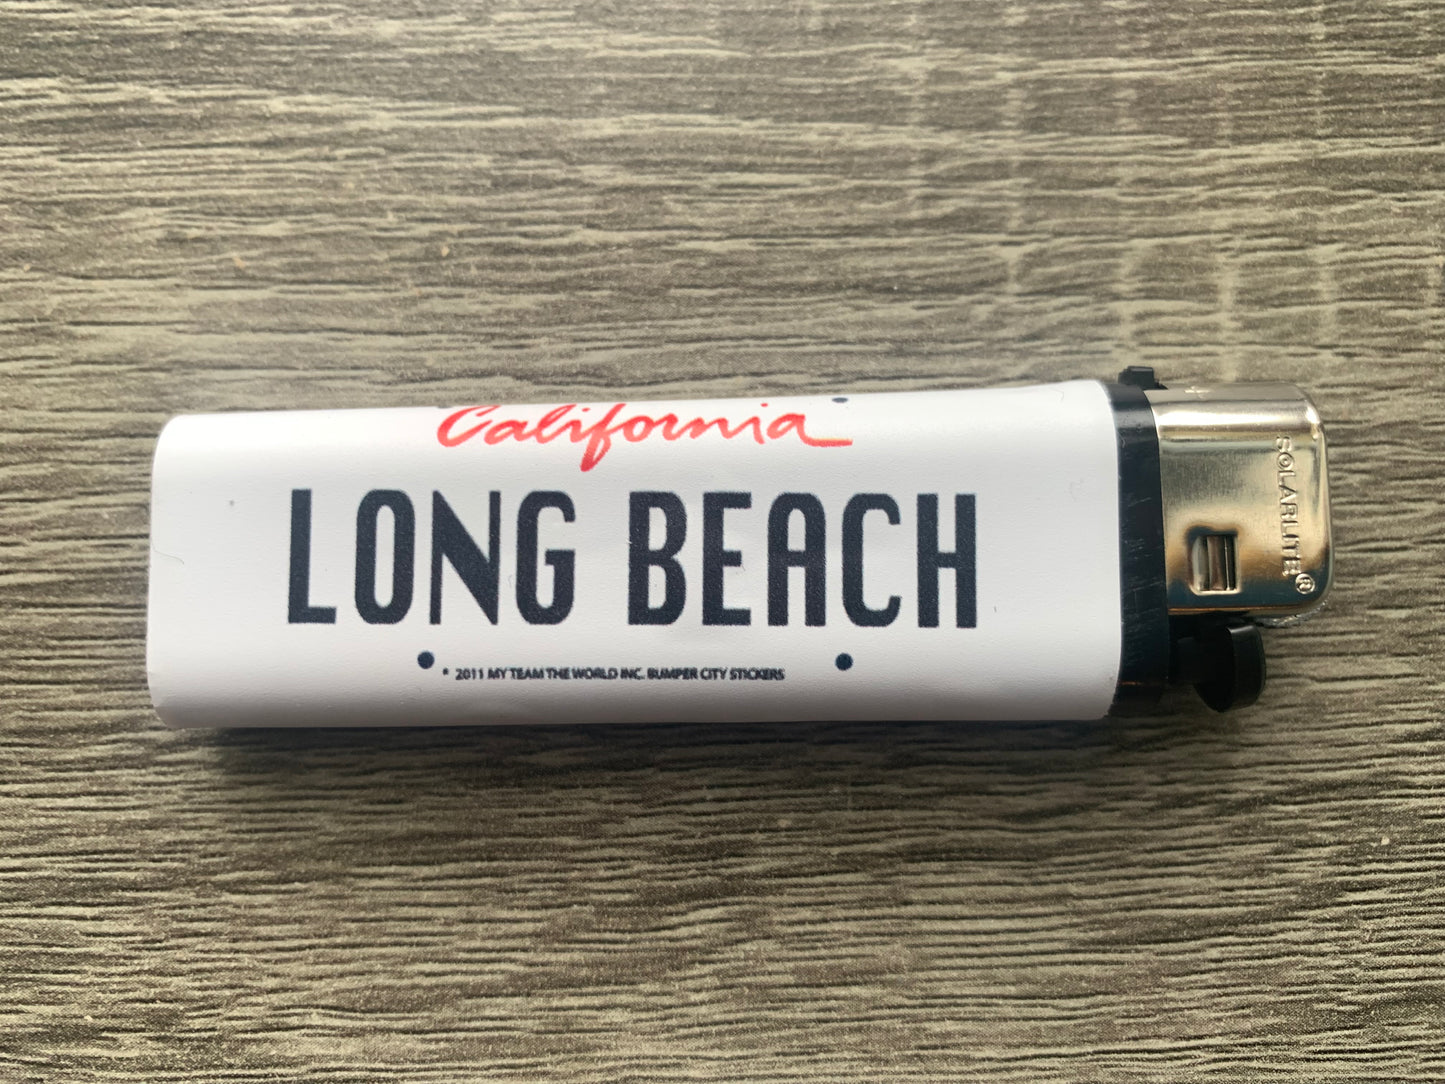 California
LONG BEACH
* 2011 MY TEAM THE WORLD INC. BUMPER CITY STICKERS
SOLARLITE®